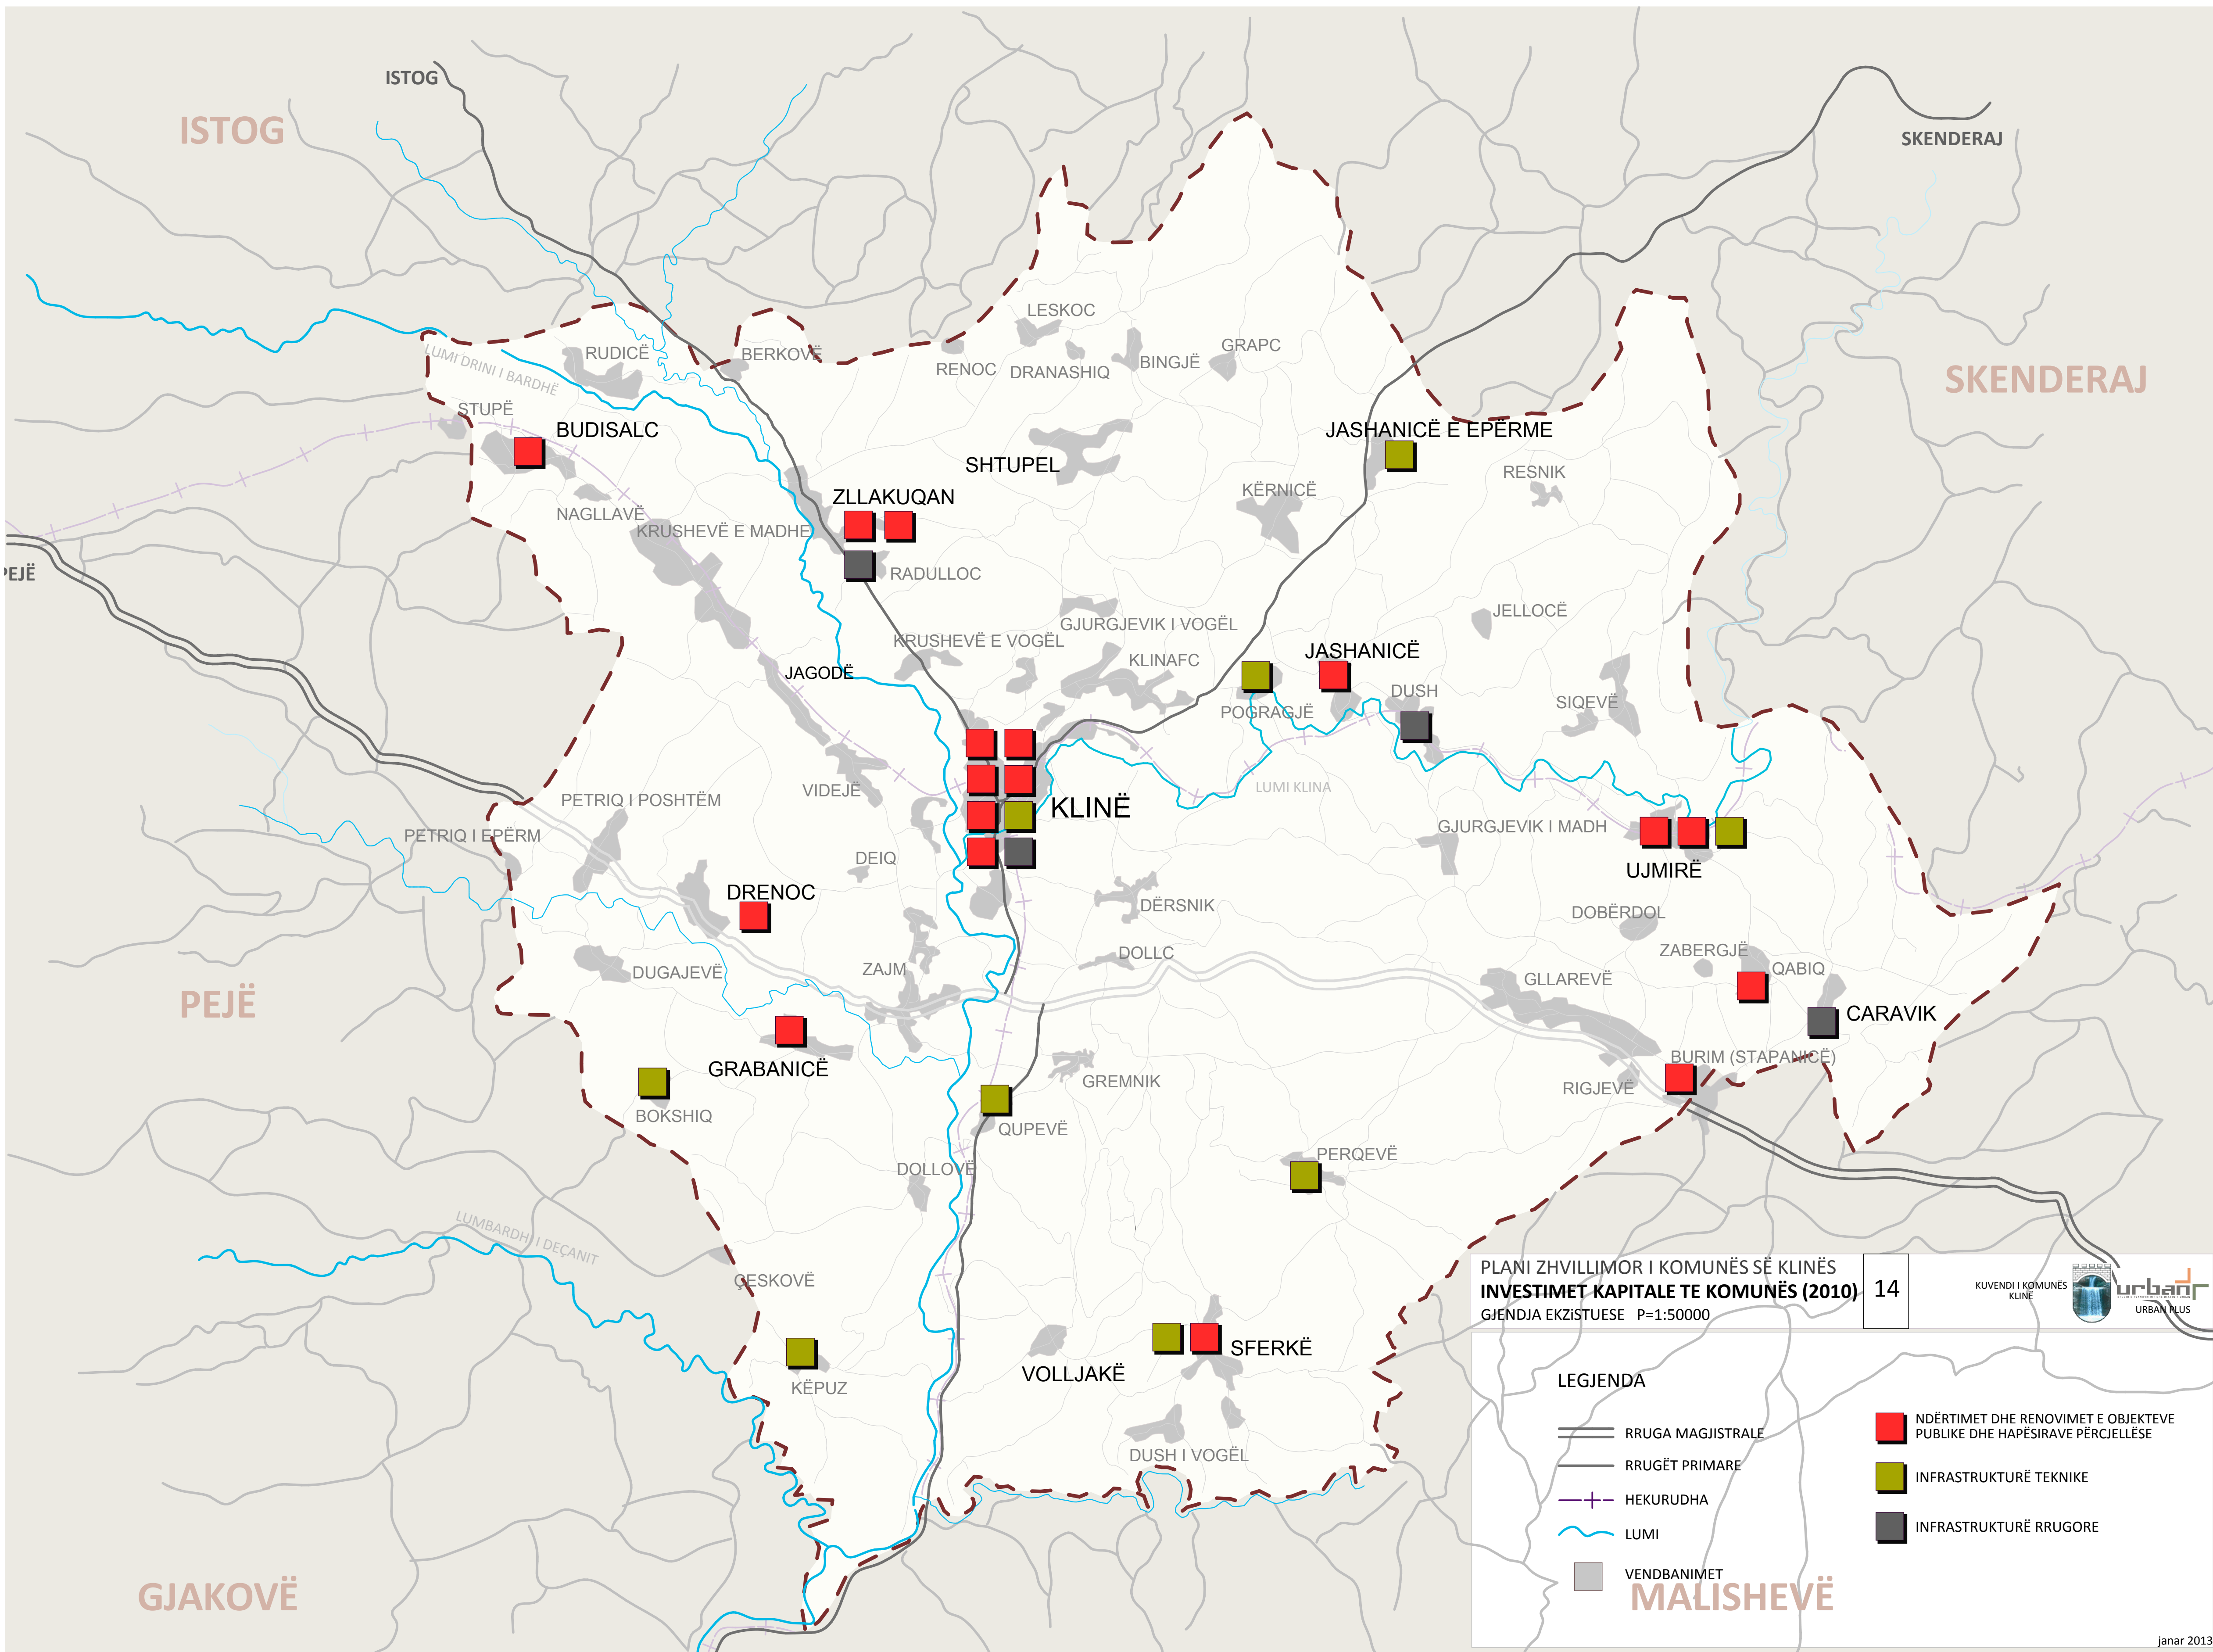 ISTOG
ISTOG
SKENDERAJ
SKENDERAJ
LESKOC
RUDICË
BERKOVË
GRAPC
BINGJË
RENOC
DRANASHIQ
LUMI DRINI I BARDHË
STUPË
BUDISALC
JASHANICË E EPËRME
SHTUPEL
RESNIK
ZLLAKUQAN
KËRNICË
NAGLLAVË
KRUSHEVË E MADHE
PEJË
RADULLOC
JELLOCË
GJURGJEVIK I VOGËL
KRUSHEVË E VOGËL
JASHANICË
KLINAFC
JAGODË
DUSH
POGRAGJË
SIQEVË
LUMI KLINA
VIDEJË
PETRIQ I POSHTËM
KLINË
PETRIQ I EPËRM
GJURGJEVIK I MADH
DEIQ
UJMIRË
DRENOC
DËRSNIK
DOBËRDOL
DOLLC
ZABERGJË
ZAJM
DUGAJEVË
QABIQ
GLLAREVË
PEJË
CARAVIK
GRABANICË
BURIM (STAPANICË)
GREMNIK
RIGJEVË
BOKSHIQ
QUPEVË
PERQEVË
DOLLOVË
LUMBARDHI I DEÇANIT
ÇESKOVË
SFERKË
VOLLJAKË
KËPUZ
DUSH I VOGËL
GJAKOVË
MALISHEVË
PLANI ZHVILLIMOR I KOMUNËS SË KLINËS
INVESTIMET KAPITALE TE KOMUNËS (2010)
GJENDJA EKZiSTUESE P=1:50000
14
KUVENDI I KOMUNËS
KLINË
urban
URBAN PLUS
LEGJENDA
RRUGA MAGJISTRALE
RRUGËT PRIMARE
HEKURUDHA
LUMI
VENDBANIMET
NDËRTIMET DHE RENOVIMET E OBJEKTEVE
PUBLIKE DHE HAPËSIRAVE PËRCJELLËSE
INFRASTRUKTURË TEKNIKE
INFRASTRUKTURË RRUGORE
janar 2013